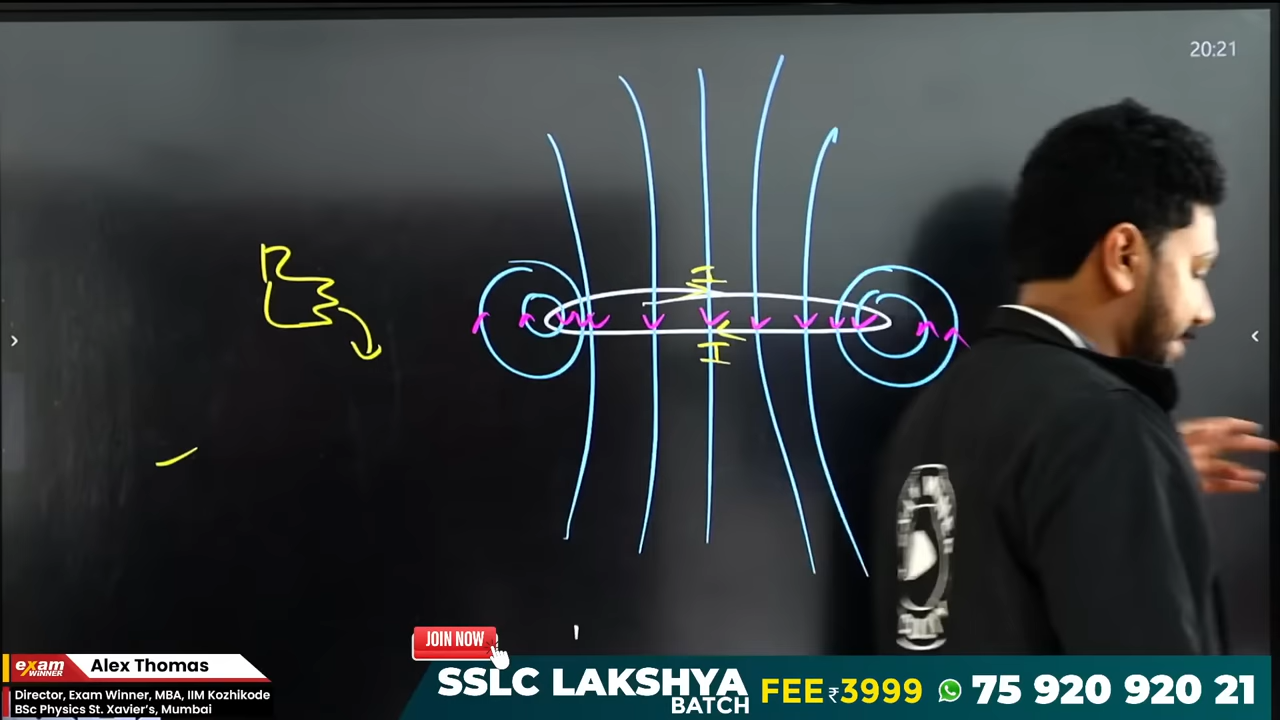 20:21
I
I
JOIN NOW
exam WINNER
Alex Thomas
Director, Exam Winner, MBA, IIM Kozhikode
BSc Physics St. Xavier's, Mumbai
SSLC LAKSHYA
BATCH
FEE ₹3999
75 920 920 21